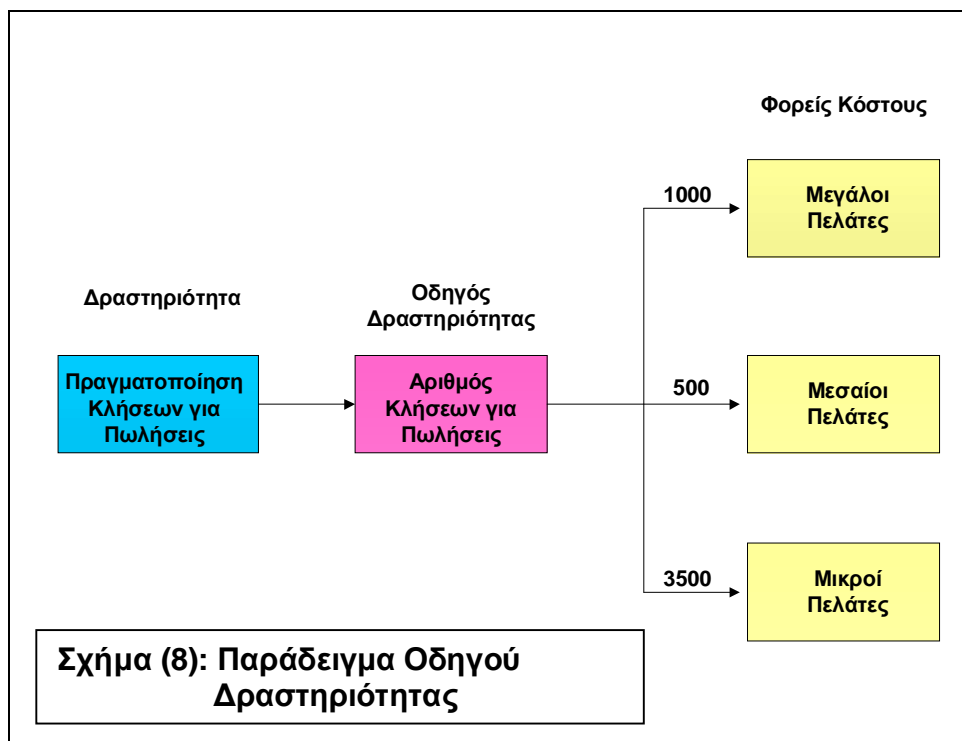 Φορείς Κόστους
1000
Μεγάλοι
Πελάτες
Δραστηριότητα
Οδηγός
Δραστηριότητας
Πραγματοποίηση
Κλήσεων για
Πωλήσεις
Αριθμός
Κλήσεων για
Πωλήσεις
500
Μεσαίοι
Πελάτες
3500
Μικροί
Πελάτες
Σχήμα (8): Παράδειγμα Οδηγού
Δραστηριότητας